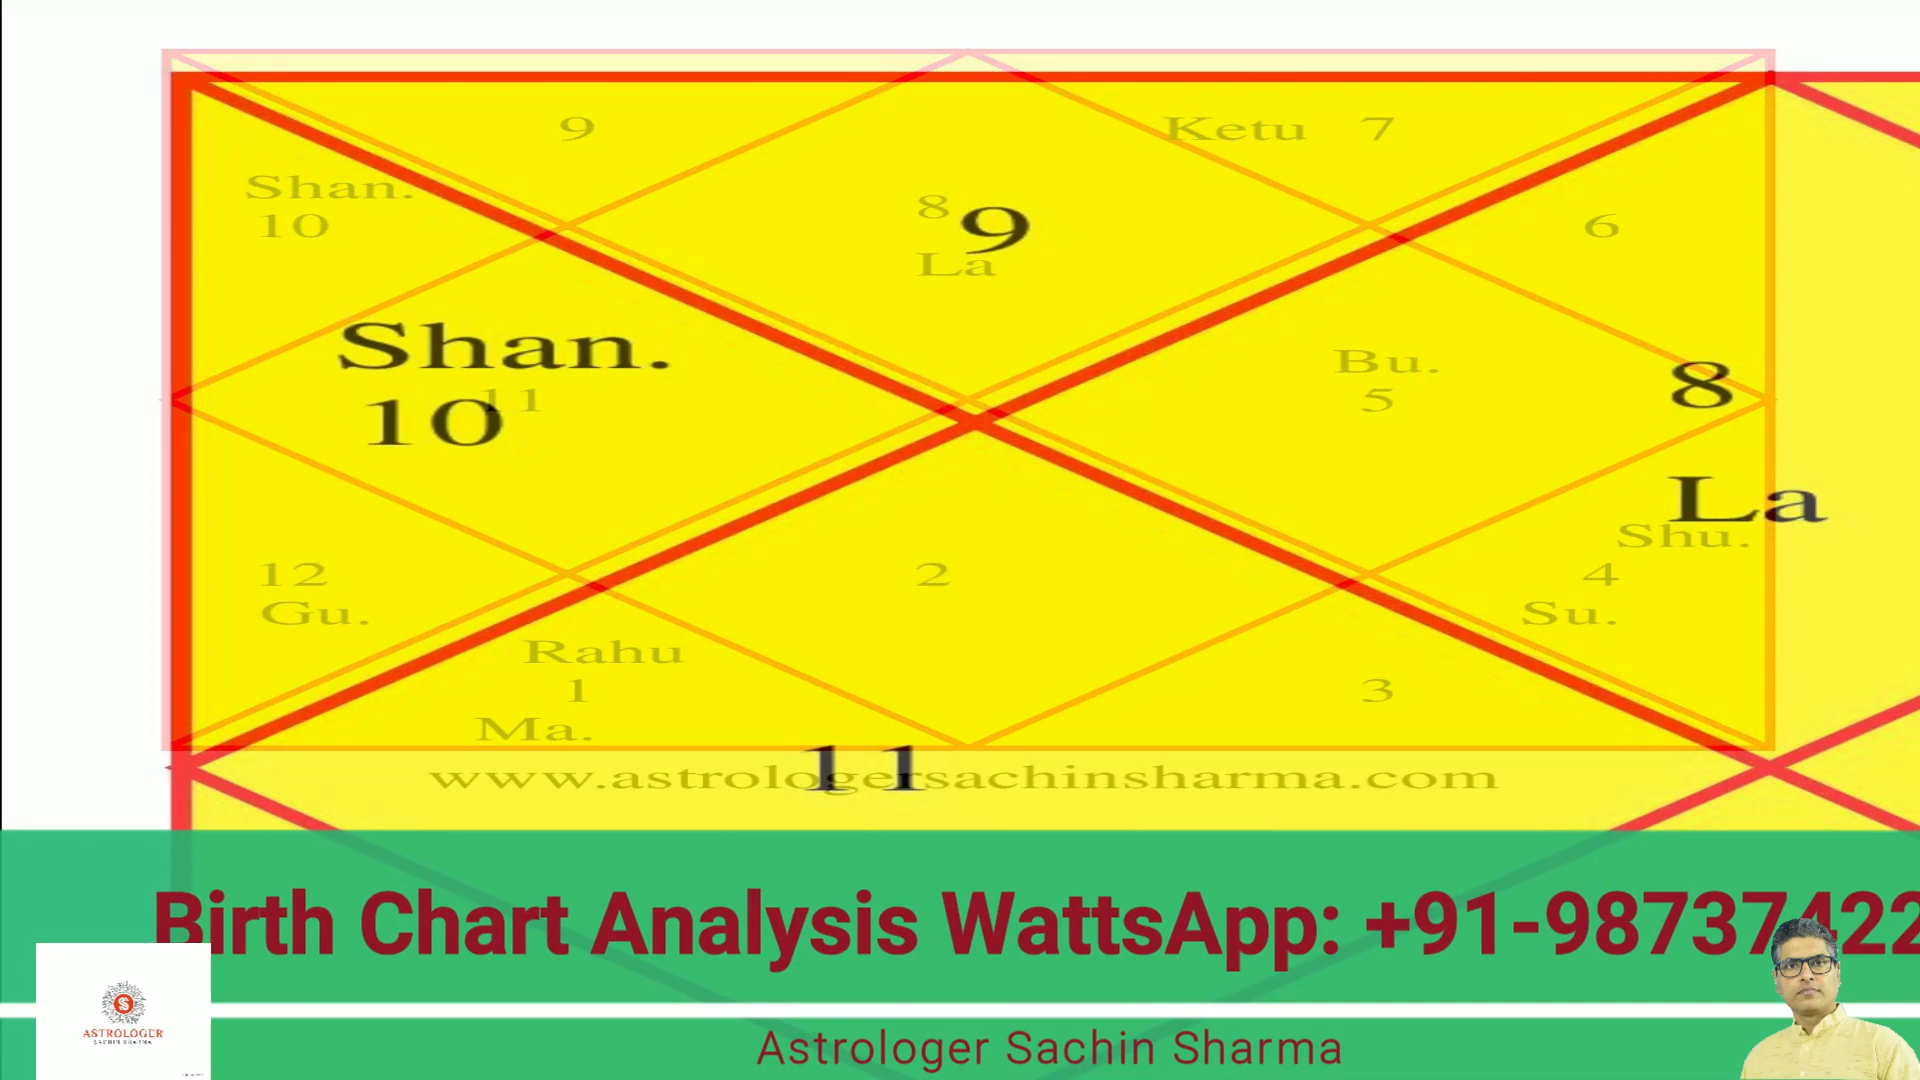 9
Ketu 7
Shan.
10
8
La
9
6
Shan.
10
11
Bu.
5
8
La
Shu.
4
Su.
12
Gu.
2
Rahu
1
Ma.
3
11
www.astrologersachinsharma.com
Birth Chart Analysis WattsApp: +91-98737422
ASTROLOGER
SACHIN SHARMA
Astrologer Sachin Sharma